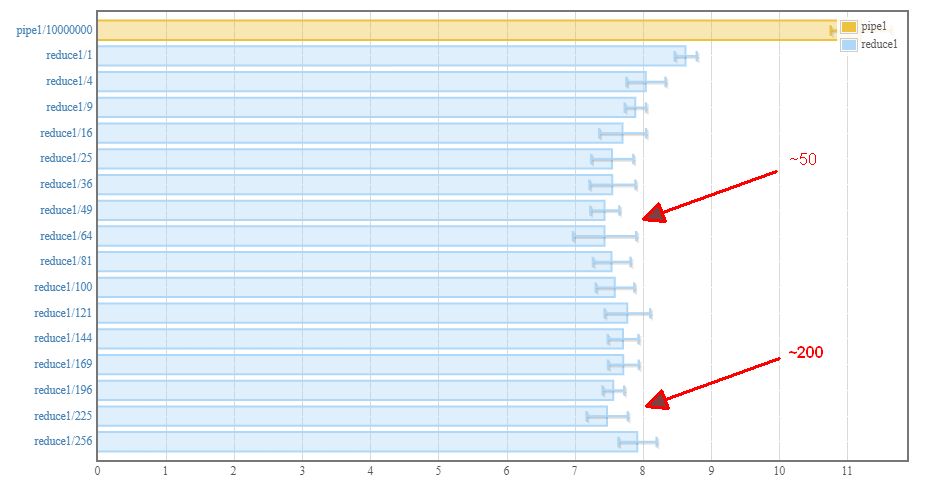 pipe1/10000000
pipe1
reduce1/1
reduce1
reduce1/4
reduce1/9
reduce1/16
reduce1/25
~50
reduce1/36
reduce1/49
reduce1/64
reduce1/81
reduce1/100
reduce1/121
reduce1/144
~200
reduce1/169
reduce1/196
reduce1/225
reduce1/256
0 1 2 3 4 5 6 7 8 9 10 11